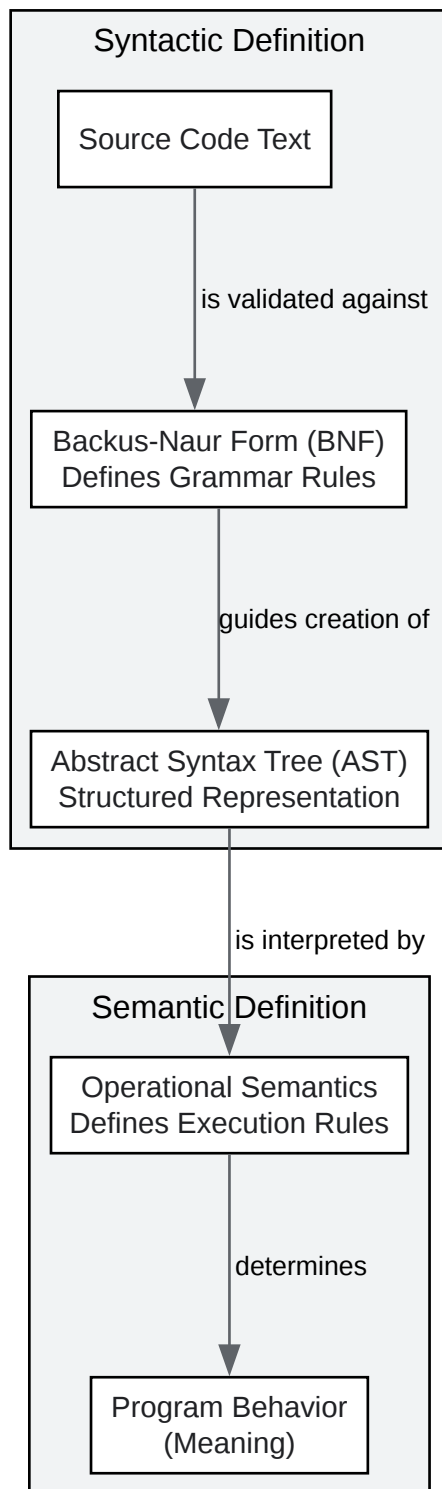 Syntactic Definition
Source Code Text
is validated against
Backus-Naur Form (BNF)
Defines Grammar Rules
guides creation of
Abstract Syntax Tree (AST)
Structured Representation
is interpreted by
Semantic Definition
Operational Semantics
Defines Execution Rules
determines
Program Behavior
(Meaning)